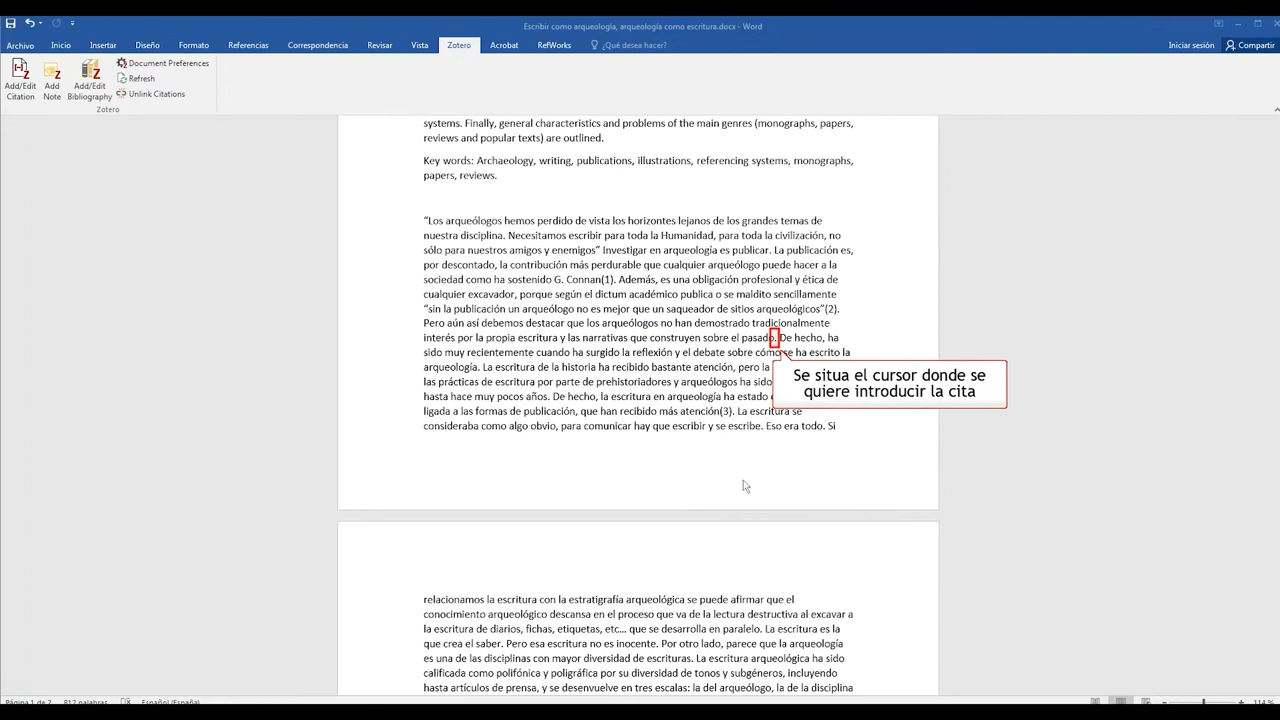 Escribir como arqueología, arqueología como escritura.docx - Word
Archivo Inicio Insertar Diseño Formato Referencias Correspondencia Revisar Vista Zotero Acrobat RefWorks ¿Qué desea hacer? Iniciar sesión Compartir
Add/Edit Citation
Add Note
Add/Edit Bibliography
Document Preferences
Refresh
Unlink Citations
Zotero
systems. Finally, general characteristics and problems of the main genres (monographs, papers,
reviews and popular texts) are outlined.
Key words: Archaeology, writing, publications, illustrations, referencing systems, monographs,
papers, reviews.
“Los arqueólogos hemos perdido de vista los horizontes lejanos de los grandes temas de
nuestra disciplina. Necesitamos escribir para toda la Humanidad, para toda la civilización, no
sólo para nuestros amigos y enemigos” Investigar en arqueología es publicar. La publicación es,
por descontado, la contribución más perdurable que cualquier arqueólogo puede hacer a la
sociedad como ha sostenido G. Connan(1). Además, es una obligación profesional y ética de
cualquier excavador, porque según el dictum académico publica o se maldito sencillamente
“sin la publicación un arqueólogo no es mejor que un saqueador de sitios arqueológicos”(2).
Pero aún así debemos destacar que los arqueólogos no han demostrado tradicionalmente
interés por la propia escritura y las narrativas que construyen sobre el pasado. De hecho, ha
sido muy recientemente cuando ha surgido la reflexión y el debate sobre cómo se ha escrito la
arqueología. La escritura de la historia ha recibido bastante atención, pero la
las prácticas de escritura por parte de prehistoriadores y arqueólogos ha sido
hasta hace muy pocos años. De hecho, la escritura en arqueología ha estado
ligada a las formas de publicación, que han recibido más atención(3). La escritura se
consideraba como algo obvio, para comunicar hay que escribir y se escribe. Eso era todo. Si
Se situa el cursor donde se
quiere introducir la cita
relacionamos la escritura con la estratigrafía arqueológica se puede afirmar que el
conocimiento arqueológico descansa en el proceso que va de la lectura destructiva al excavar a
la escritura de diarios, fichas, etiquetas, etc... que se desarrolla en paralelo. La escritura es la
que crea el saber. Pero esa escritura no es inocente. Por otro lado, parece que la arqueología
es una de las disciplinas con mayor diversidad de escrituras. La escritura arqueológica ha sido
calificada como polifónica y poligráfica por su diversidad de tonos y subgéneros, incluyendo
hasta artículos de prensa, y se desenvuelve en tres escalas: la del arqueólogo, la de la disciplina
Página 1 de 2 812 palabras Español (España) 114 %